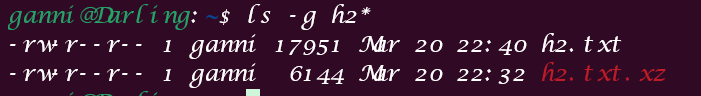 ganni@Darling:~$ ls -g h2*
-rw-r--r-- 1 ganni 17951 Mar 20 22:40 h2.txt
-rw-r--r-- 1 ganni  6144 Mar 20 22:32 h2.txt.xz